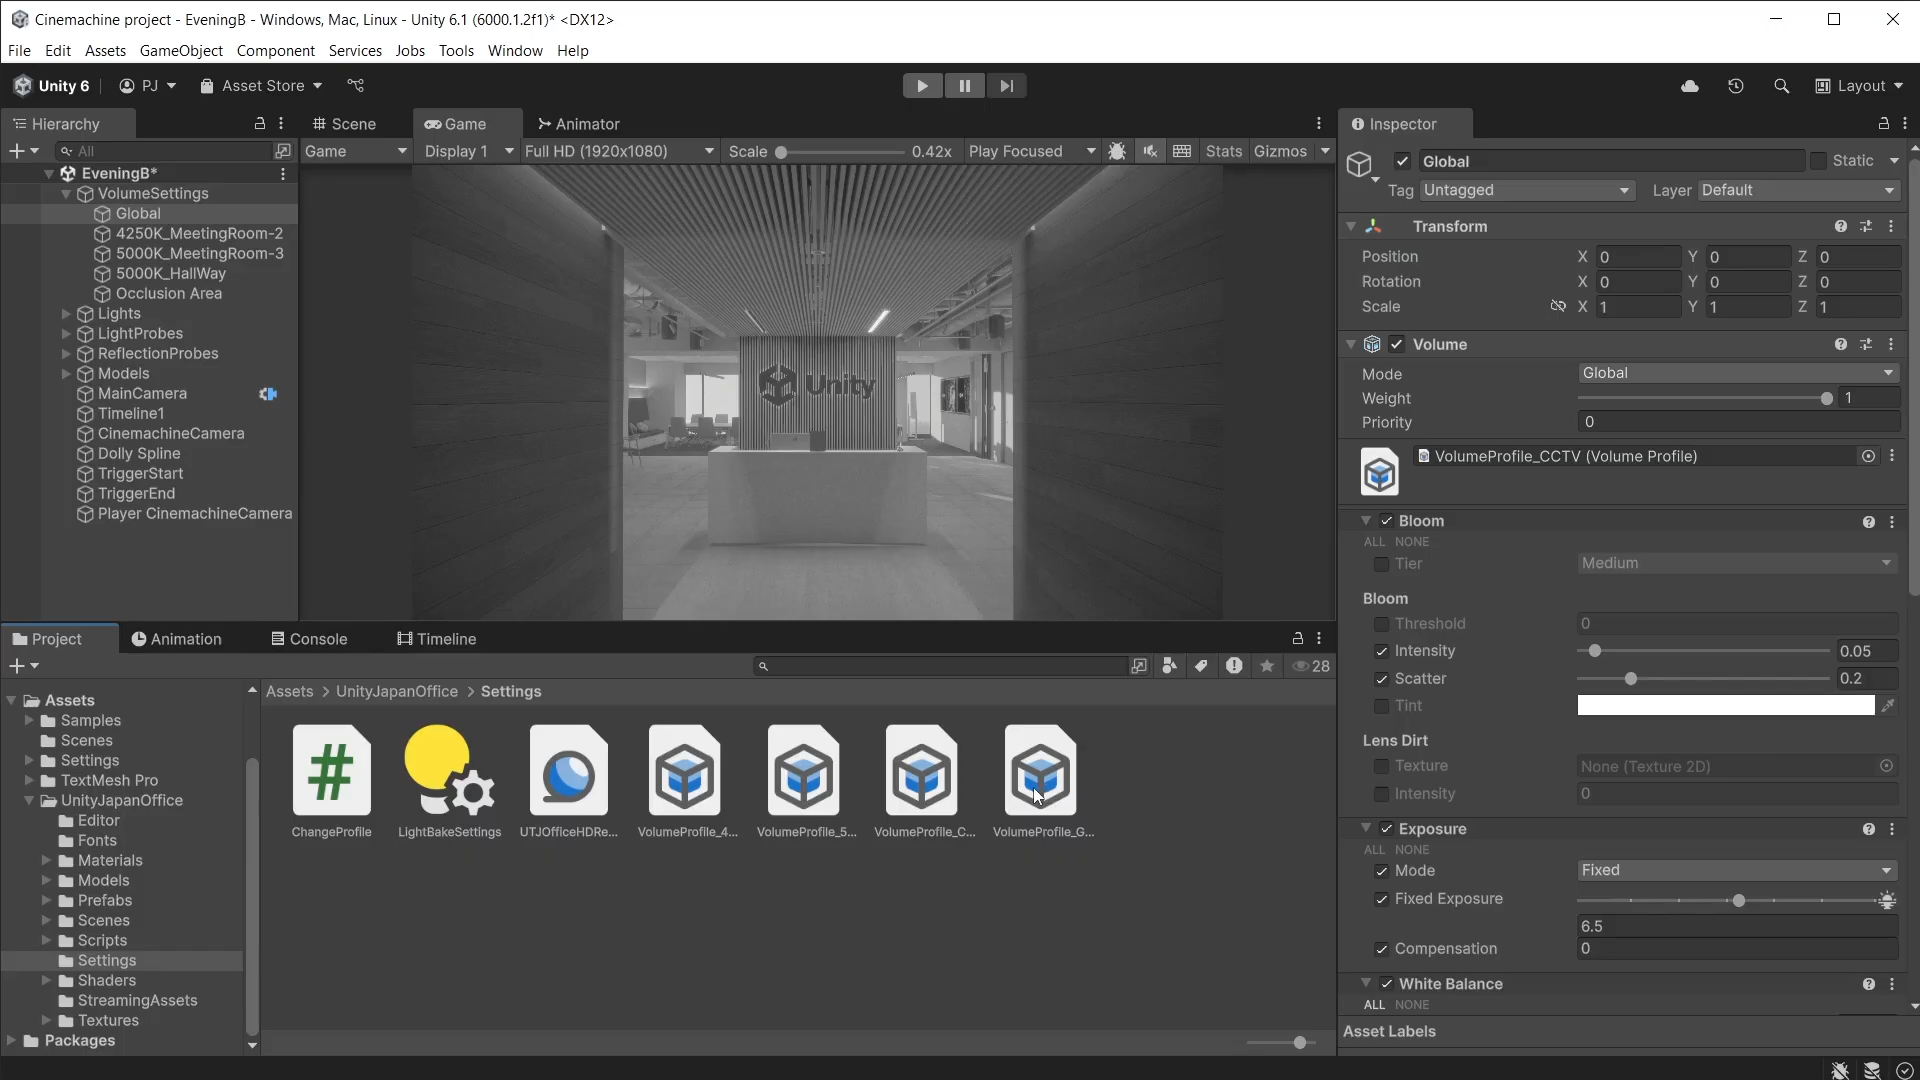 Cinemachine project - EveningB - Windows, Mac, Linux - Unity 6.1 (6000.1.2f1)* <DX12>
File Edit Assets GameObject Component Services Jobs Tools Window Help
Unity 6 PJ Asset Store Layout
Hierarchy Scene Game Animator Inspector
All Game Display 1 Full HD (1920x1080) Scale 0.42x Play Focused Stats Gizmos
EveningB*
VolumeSettings
Global
4250K_MeetingRoom-2
5000K_MeetingRoom-3
5000K_HallWay
Occlusion Area
Lights
LightProbes
ReflectionProbes
Models
MainCamera
Timeline1
CinemachineCamera
Dolly Spline
TriggerStart
TriggerEnd
Player CinemachineCamera
Unity
Global Static
Tag Untagged Layer Default
Transform
Position X 0 Y 0 Z 0
Rotation X 0 Y 0 Z 0
Scale X 1 Y 1 Z 1
Volume
Mode Global
Weight 1
Priority 0
VolumeProfile_CCTV (Volume Profile)
Bloom
ALL NONE
Tier Medium
Bloom
Threshold 0
Intensity 0.05
Scatter 0.2
Tint
Lens Dirt
Texture None (Texture 2D)
Intensity 0
Exposure
ALL NONE
Mode Fixed
Fixed Exposure
6.5
Compensation 0
White Balance
ALL NONE
Asset Labels
Project Animation Console Timeline
28
Assets
Samples
Scenes
Settings
TextMesh Pro
UnityJapanOffice
Editor
Fonts
Materials
Models
Prefabs
Scenes
Scripts
Settings
Shaders
StreamingAssets
Textures
Packages
Assets > UnityJapanOffice > Settings
ChangeProfile LightBakeSettings UTJOfficeHDRe... VolumeProfile_4... VolumeProfile_5... VolumeProfile_C... VolumeProfile_G...